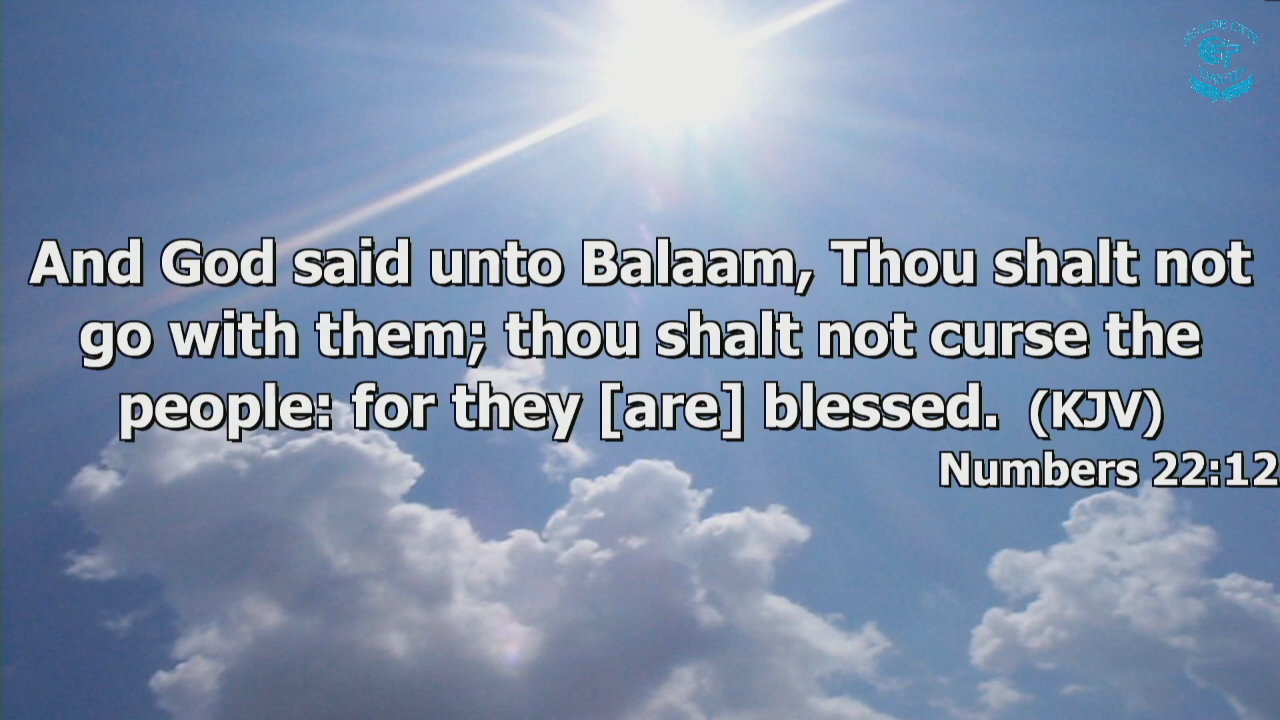 And God said unto Balaam, Thou shalt not
go with them; thou shalt not curse the
people: for they [are] blessed. (KJV)
Numbers 22:12